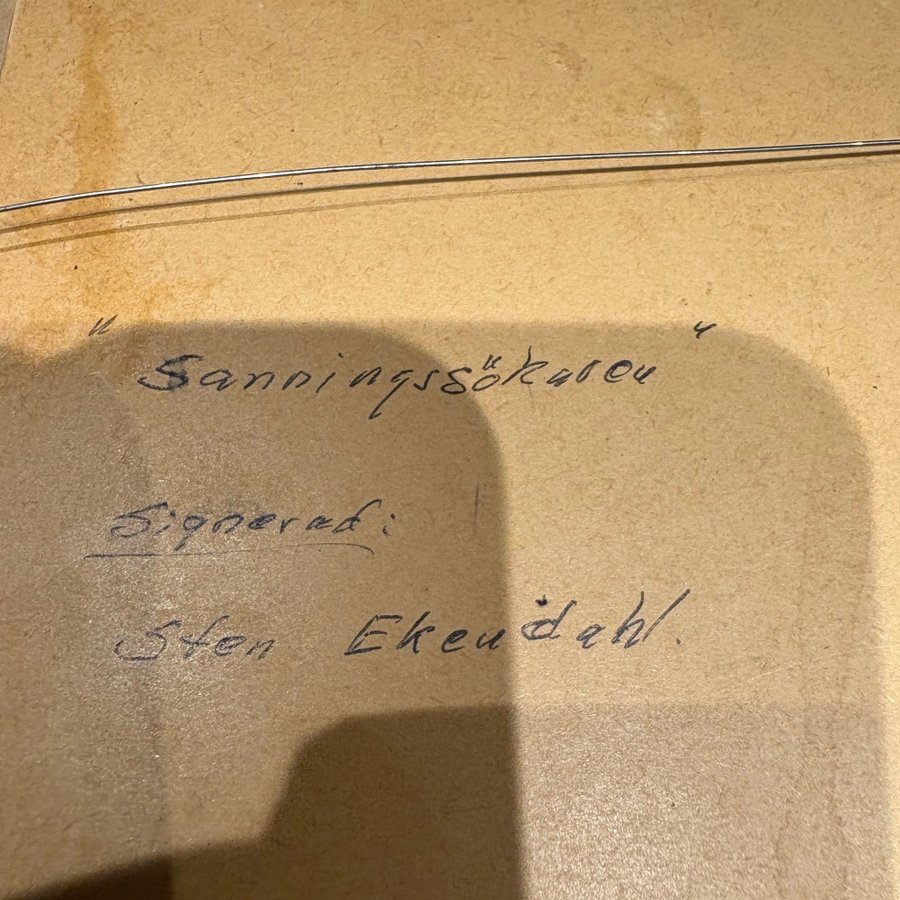 "Sanningssökaren"
Signerad:
Sten Ekendahl.